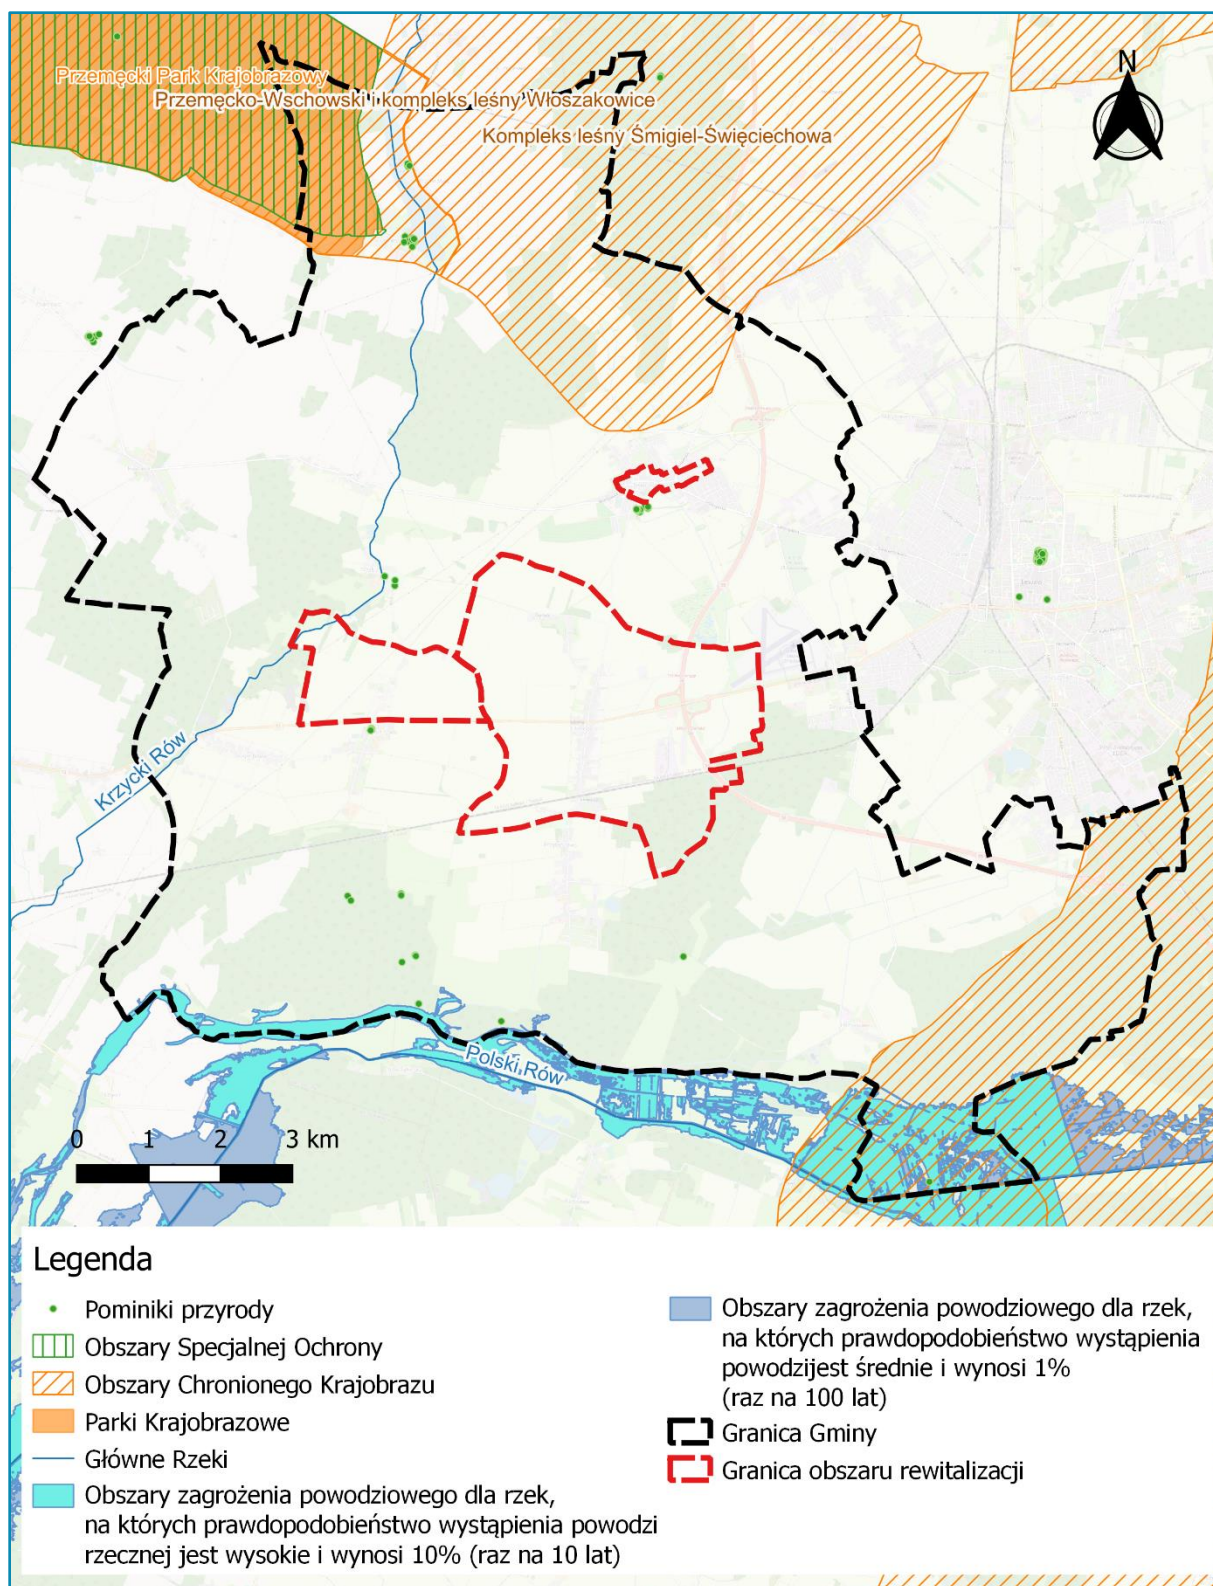 N
Przemęcki Park Krajobrazowy
Przemęcko-Wschowski i kompleks leśny Włoszakowice
Kompleks leśny Śmigiel-Święciechowa
Krzycki Rów
Polski Rów
0 1 2 3 km
Legenda
Pominiki przyrody
Obszary Specjalnej Ochrony
Obszary Chronionego Krajobrazu
Parki Krajobrazowe
Główne Rzeki
Obszary zagrożenia powodziowego dla rzek,
na których prawdopodobieństwo wystąpienia powodzi
rzecznej jest wysokie i wynosi 10% (raz na 10 lat)
Obszary zagrożenia powodziowego dla rzek,
na których prawdopodobieństwo wystąpienia
powodzijest średnie i wynosi 1%
(raz na 100 lat)
Granica Gminy
Granica obszaru rewitalizacji